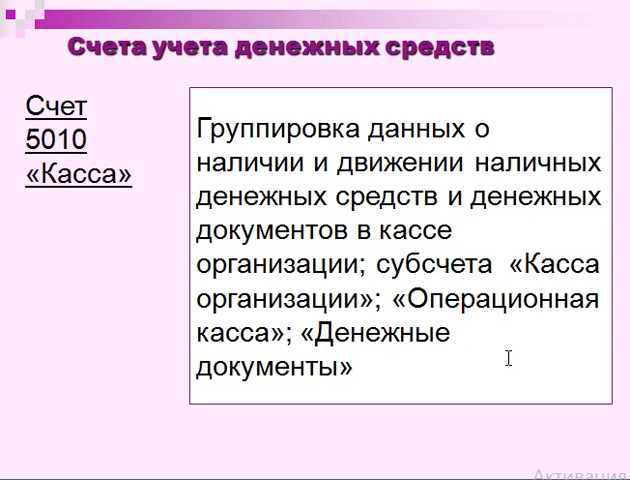 Счета учета денежных средств
Счет
5010
«Касса»
Группировка данных о
наличии и движении наличных
денежных средств и денежных
документов в кассе
организации; субсчета «Касса
организации»; «Операционная
касса»; «Денежные
документы»
Активация